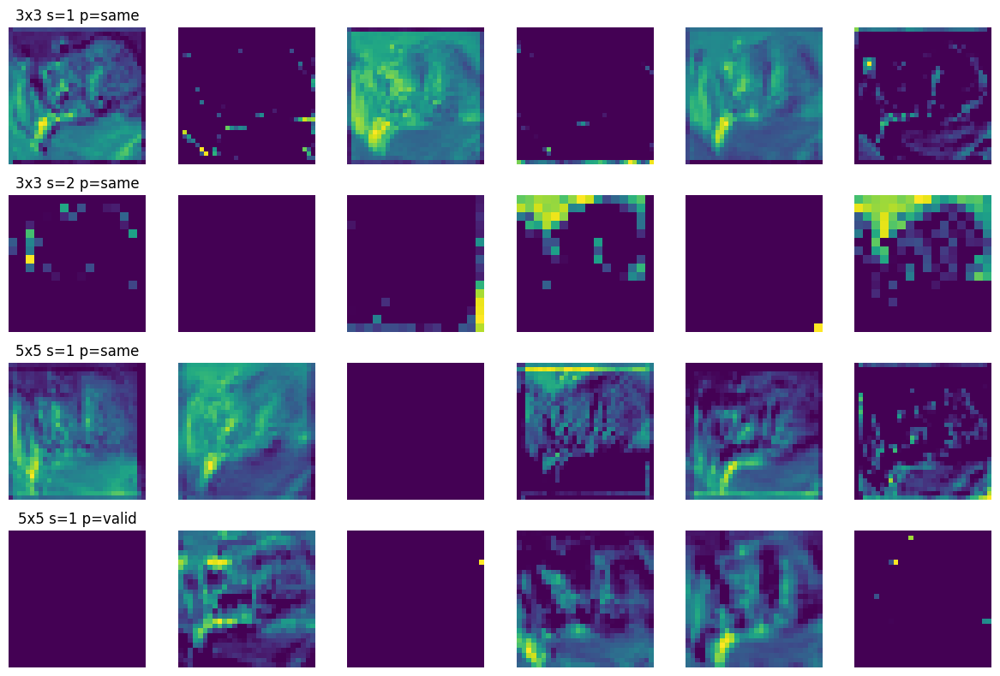 3x3 s=1 p=same
3x3 s=2 p=same
5x5 s=1 p=same
5x5 s=1 p=valid